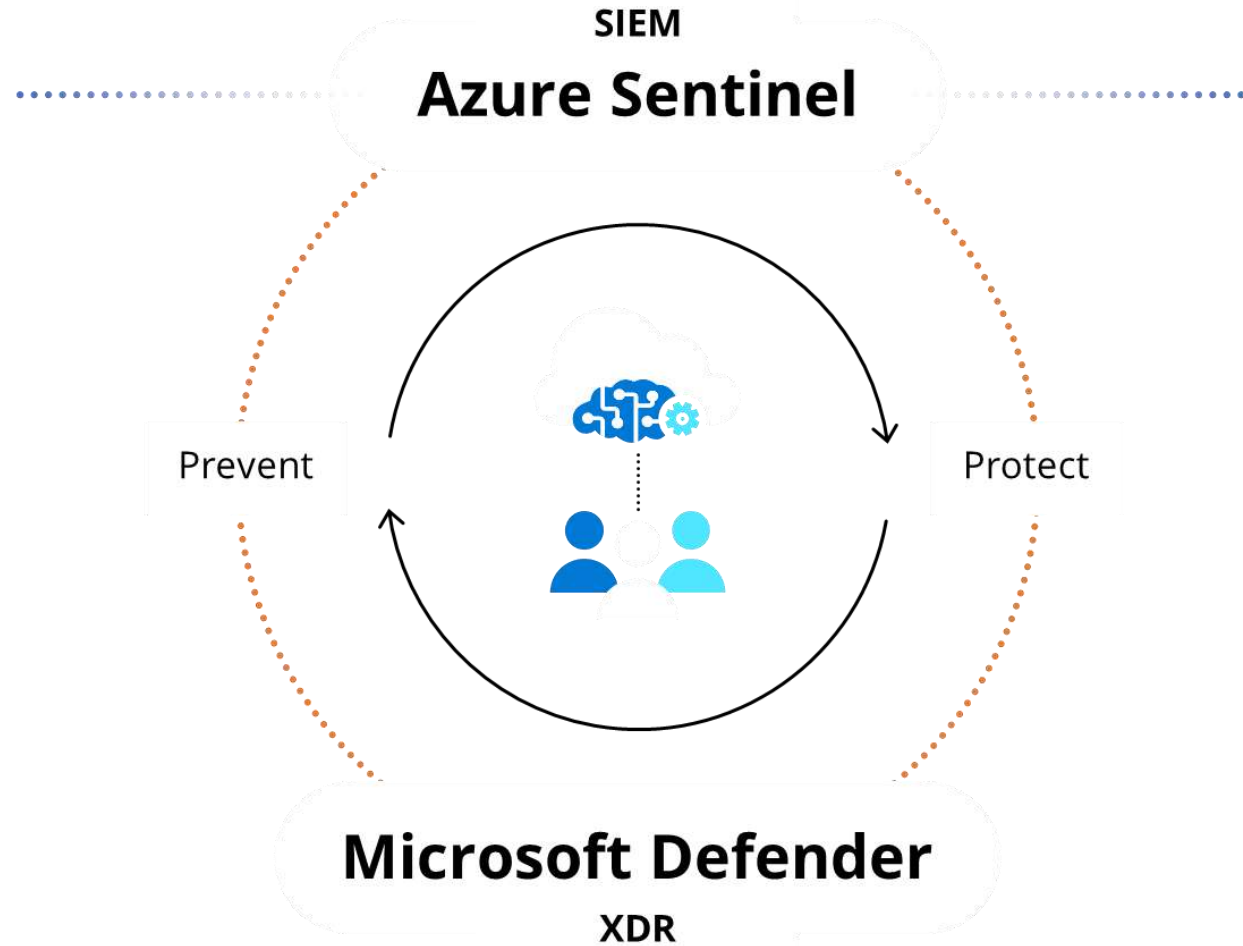 SIEM
Azure Sentinel
Prevent
Protect
Microsoft Defender
XDR